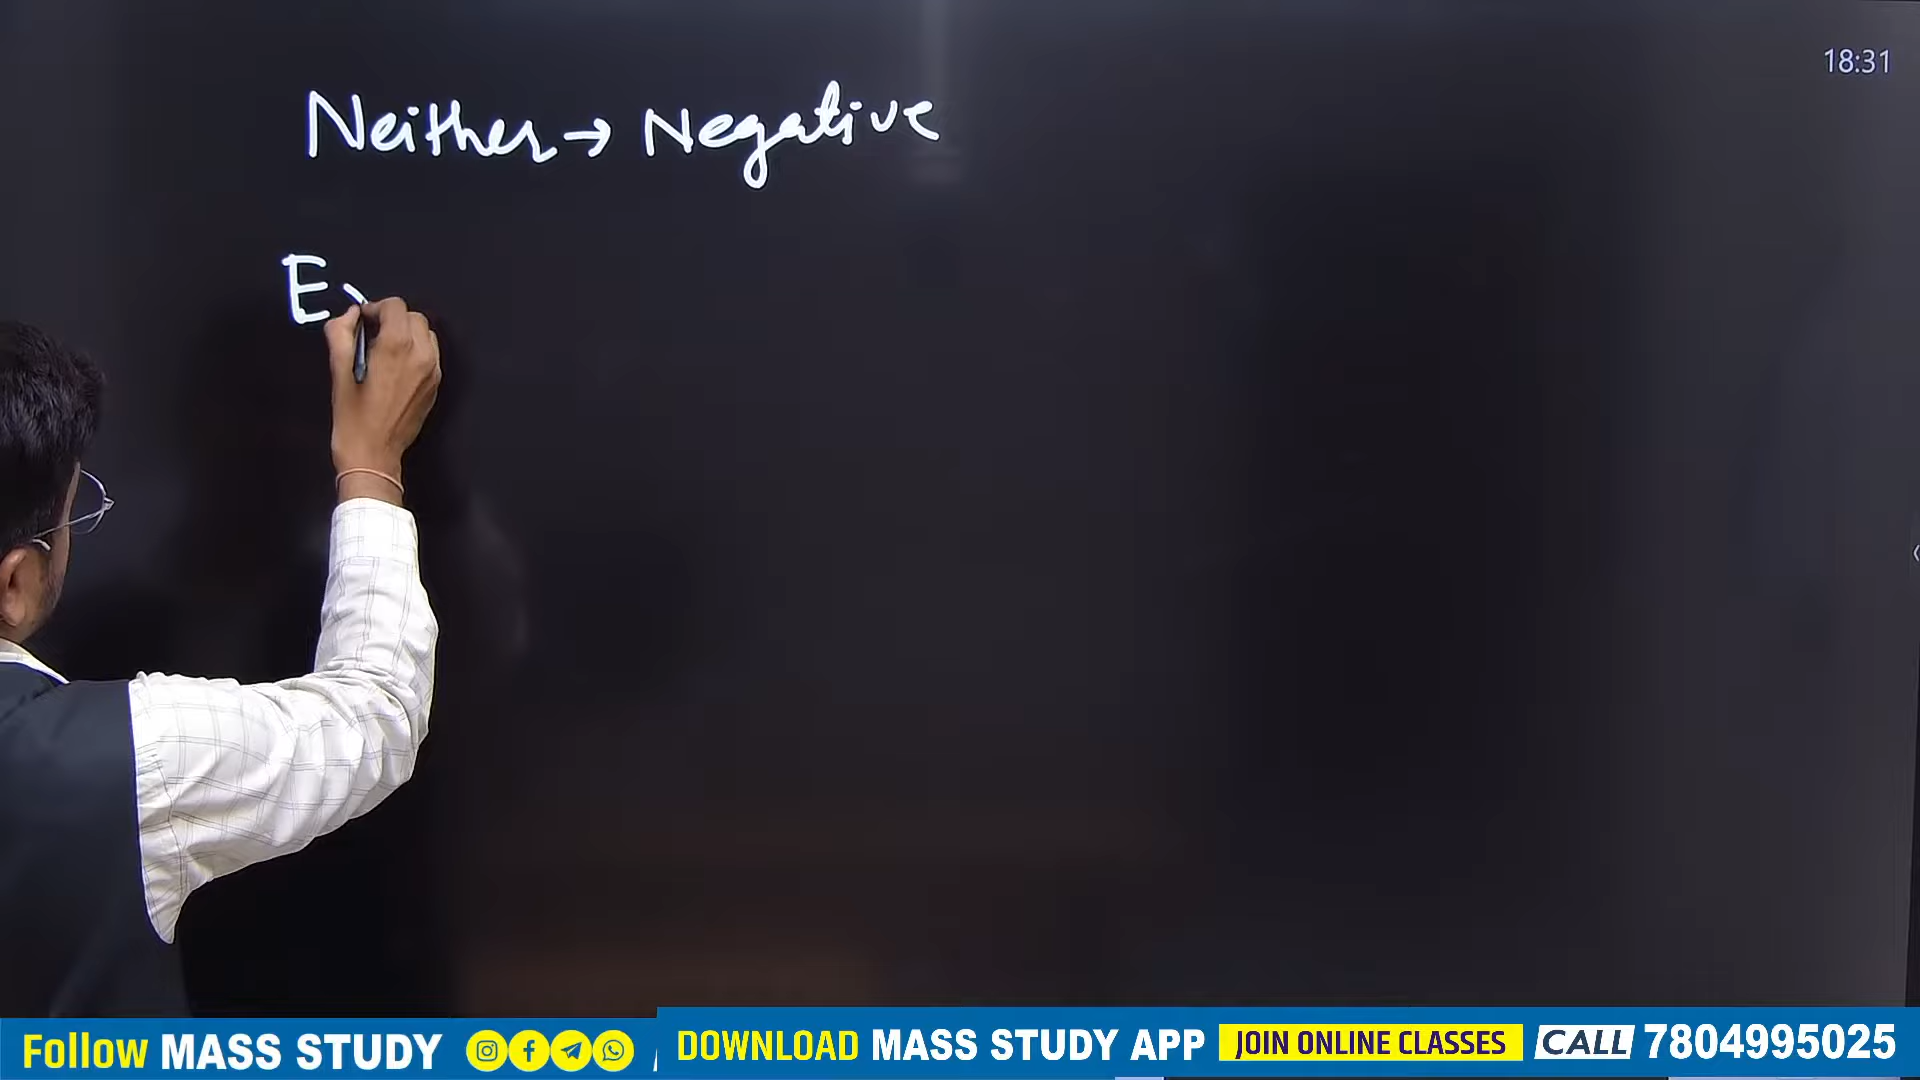 18:31
Neither → Negative
E
Follow MASS STUDY
DOWNLOAD MASS STUDY APP JOIN ONLINE CLASSES CALL 7804995025